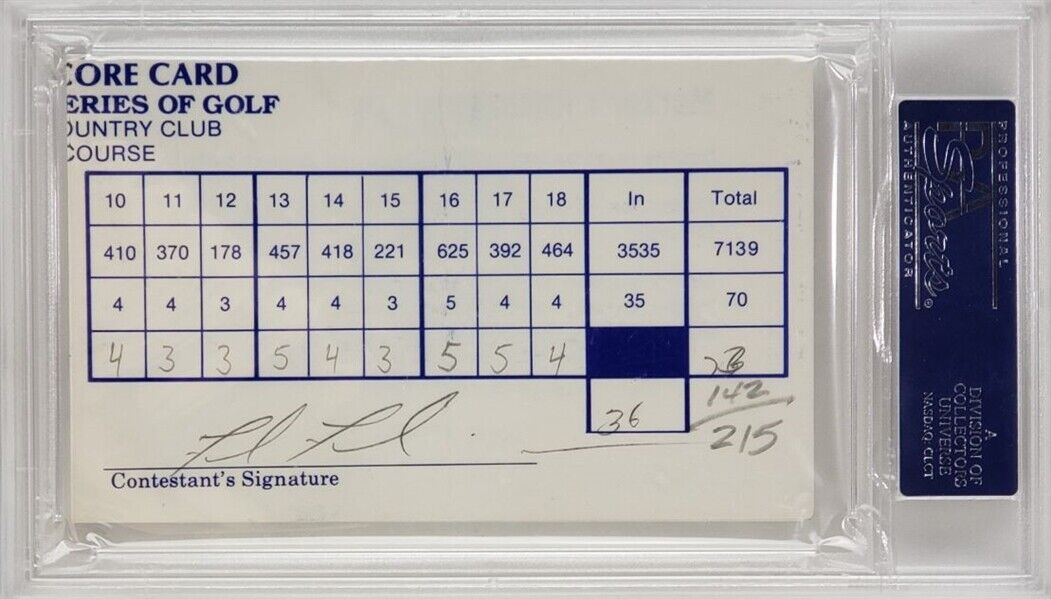 CORE CARD
ERIES OF GOLF
OUNTRY CLUB
COURSE
10 11 12 13 14 15 16 17 18 In Total
410 370 178 457 418 221 625 392 464 3535 7139
4 4 3 4 4 3 5 4 4 35 70
4 3 3 5 4 3 5 5 4 73
36 142
215
Contestant's Signature
PSA
Sports
PROFESSIONAL
AUTHENTICATOR
®
A
DIVISION OF
COLLECTORS
UNIVERSE
NASDAQ: CLCT